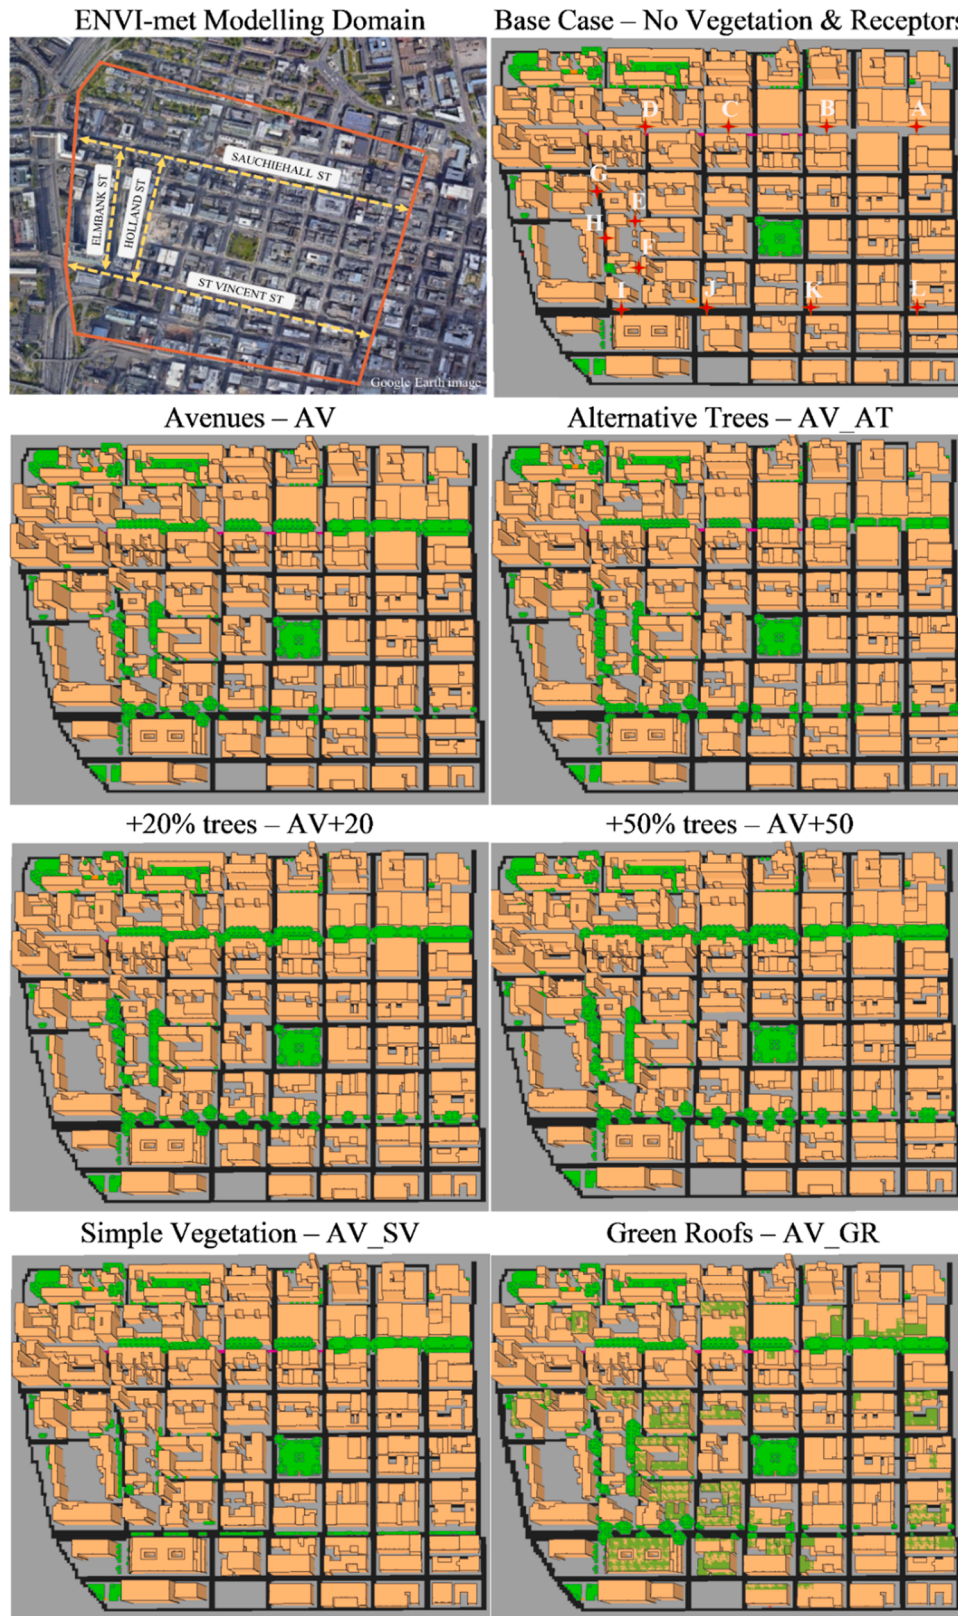 ENVI-met Modelling Domain
Base Case – No Vegetation & Receptors
SAUCHIEHALL ST
ELMBANK ST
HOLLAND ST
ST VINCENT ST
Google Earth image
D C B A
G
E
H
F
I J K L
Avenues – AV
Alternative Trees – AV_AT
+20% trees – AV+20
+50% trees – AV+50
Simple Vegetation – AV_SV
Green Roofs – AV_GR